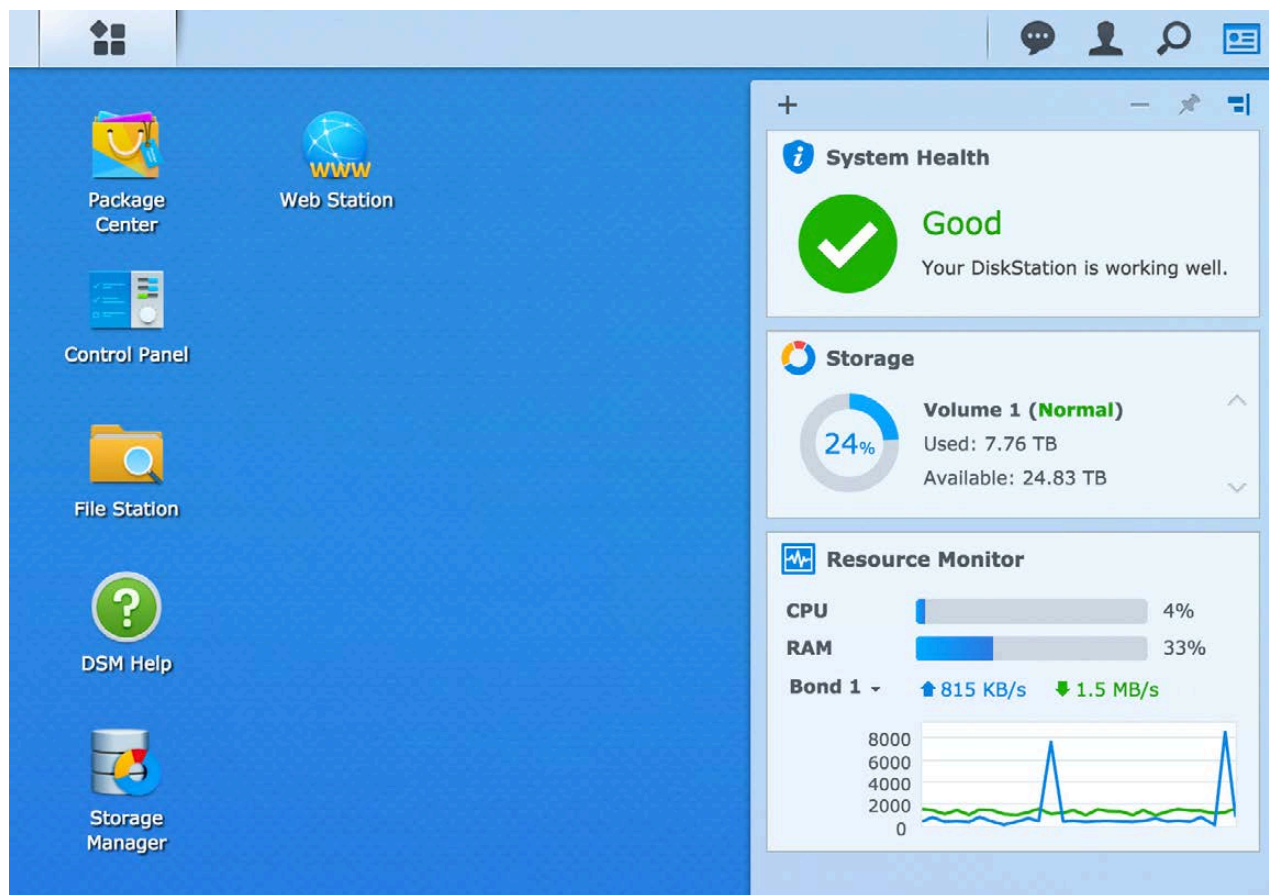 Package
Center
WWW
Web Station
Control Panel
File Station
?
DSM Help
Storage
Manager
+
i
System Health
Good
Your DiskStation is working well.
Storage
24%
Volume 1 (Normal)
Used: 7.76 TB
Available: 24.83 TB
Resource Monitor
CPU 4%
RAM 33%
Bond 1 815 KB/s 1.5 MB/s
8000
6000
4000
2000
0